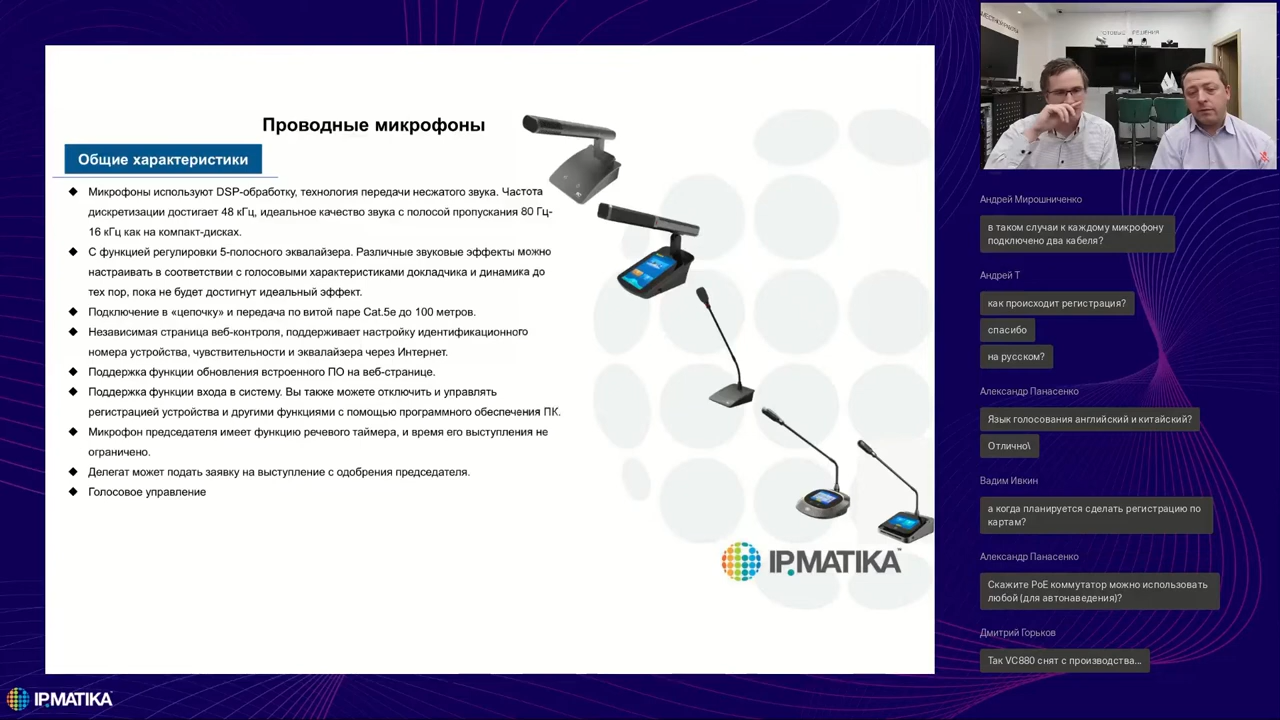 Проводные микрофоны
Общие характеристики
Микрофоны используют DSP-обработку, технология передачи несжатого звука. Частота
дискретизации достигает 48 кГц, идеальное качество звука с полосой пропускания 80 Гц-
16 кГц как на компакт-дисках.
С функцией регулировки 5-полосного эквалайзера. Различные звуковые эффекты можно
настраивать в соответствии с голосовыми характеристиками докладчика и динамика до
тех пор, пока не будет достигнут идеальный эффект.
Подключение в «цепочку» и передача по витой паре Cat.5e до 100 метров.
Независимая страница веб-контроля, поддерживает настройку идентификационного
номера устройства, чувствительности и эквалайзера через Интернет.
Поддержка функции обновления встроенного ПО на веб-странице.
Поддержка функции входа в систему. Вы также можете отключить и управлять
регистрацией устройства и другими функциями с помощью программного обеспечения ПК.
Микрофон председателя имеет функцию речевого таймера, и время его выступления не
ограничено.
Делегат может подать заявку на выступление с одобрения председателя.
Голосовое управление
IP.MATIKA™
IP.MATIKA
Андрей Мирошниченко
в таком случаи к каждому микрофону
подключено два кабеля?
Андрей Т
как происходит регистрация?
спасибо
на русском?
Александр Панасенко
Язык голосования английский и китайский?
Отлично\
Вадим Ивкин
а когда планируется сделать регистрацию по
картам?
Александр Панасенко
Скажите PoE коммутатор можно использовать
любой (для автонаведения)?
Дмитрий Горьков
Так VC880 снят с производства...